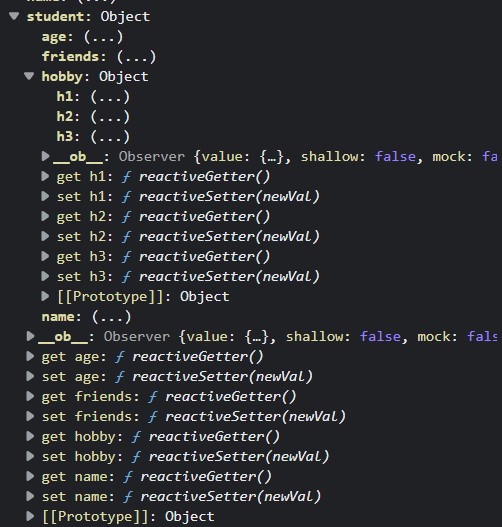 student: Object
age: (...)
friends: (...)
hobby: Object
h1: (...)
h2: (...)
h3: (...)
__ob__: Observer {value: {…}, shallow: false, mock: fa
get h1: ƒ reactiveGetter()
set h1: ƒ reactiveSetter(newVal)
get h2: ƒ reactiveGetter()
set h2: ƒ reactiveSetter(newVal)
get h3: ƒ reactiveGetter()
set h3: ƒ reactiveSetter(newVal)
[[Prototype]]: Object
name: (...)
__ob__: Observer {value: {…}, shallow: false, mock: fals
get age: ƒ reactiveGetter()
set age: ƒ reactiveSetter(newVal)
get friends: ƒ reactiveGetter()
set friends: ƒ reactiveSetter(newVal)
get hobby: ƒ reactiveGetter()
set hobby: ƒ reactiveSetter(newVal)
get name: ƒ reactiveGetter()
set name: ƒ reactiveSetter(newVal)
[[Prototype]]: Object